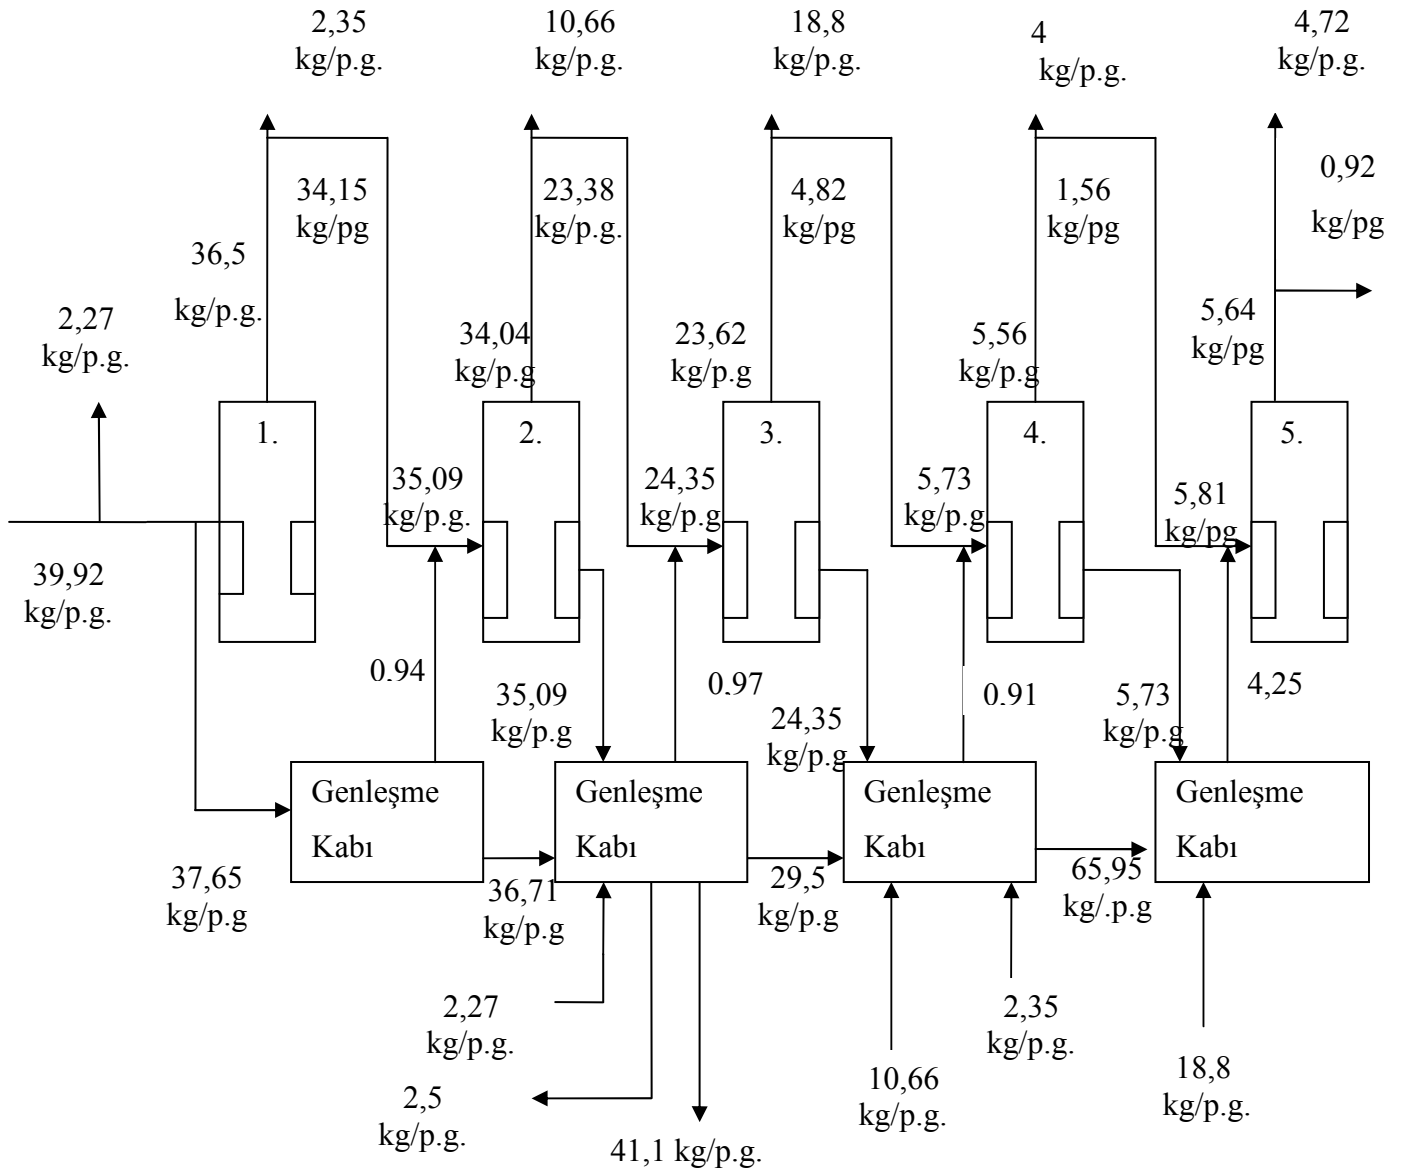 2,35
kg/p.g.
10,66
kg/p.g.
18,8
kg/p.g.
4
kg/p.g.
4,72
kg/p.g.
34,15
kg/pg
23,38
kg/p.g.
4,82
kg/pg
1,56
kg/pg
0,92
kg/pg
36,5
kg/p.g.
2,27
kg/p.g.
34,04
kg/p.g
23,62
kg/p.g
5,56
kg/p.g
5,64
kg/pg
1.
2.
3.
4.
5.
39,92
kg/p.g.
35,09
kg/p.g.
24,35
kg/p.g
5,73
kg/p.g
5,81
kg/pg
0,94
35,09
kg/p.g
0,97
24,35
kg/p.g
0,91
5,73
kg/p.g
4,25
Genleşme
Kabı
Genleşme
Kabı
Genleşme
Kabı
Genleşme
Kabı
37,65
kg/p.g
36,71
kg/p.g
29,5
kg/p.g
65,95
kg/.p.g
2,27
kg/p.g.
2,35
kg/p.g.
2,5
kg/p.g.
41,1 kg/p.g.
10,66
kg/p.g.
18,8
kg/p.g.